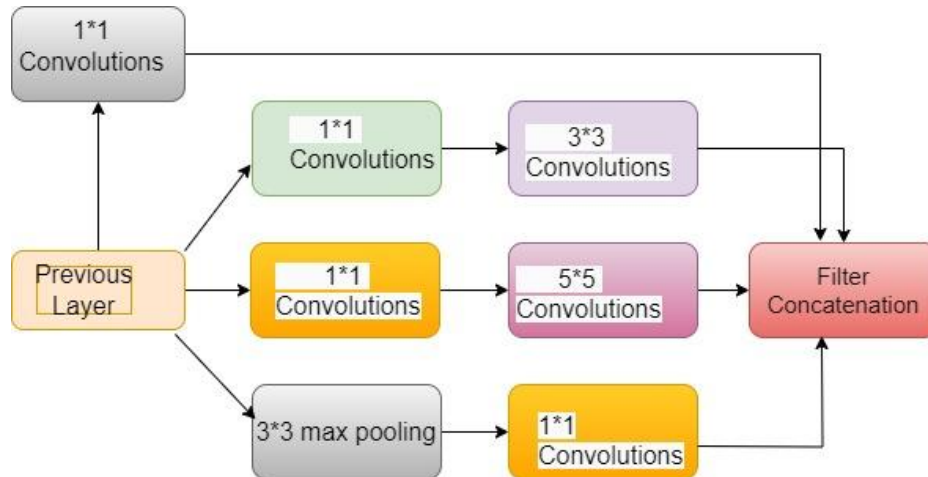 1*1
Convolutions
1*1
Convolutions
3*3
Convolutions
Previous
Layer
1*1
Convolutions
5*5
Convolutions
Filter
Concatenation
3*3 max pooling
1*1
Convolutions